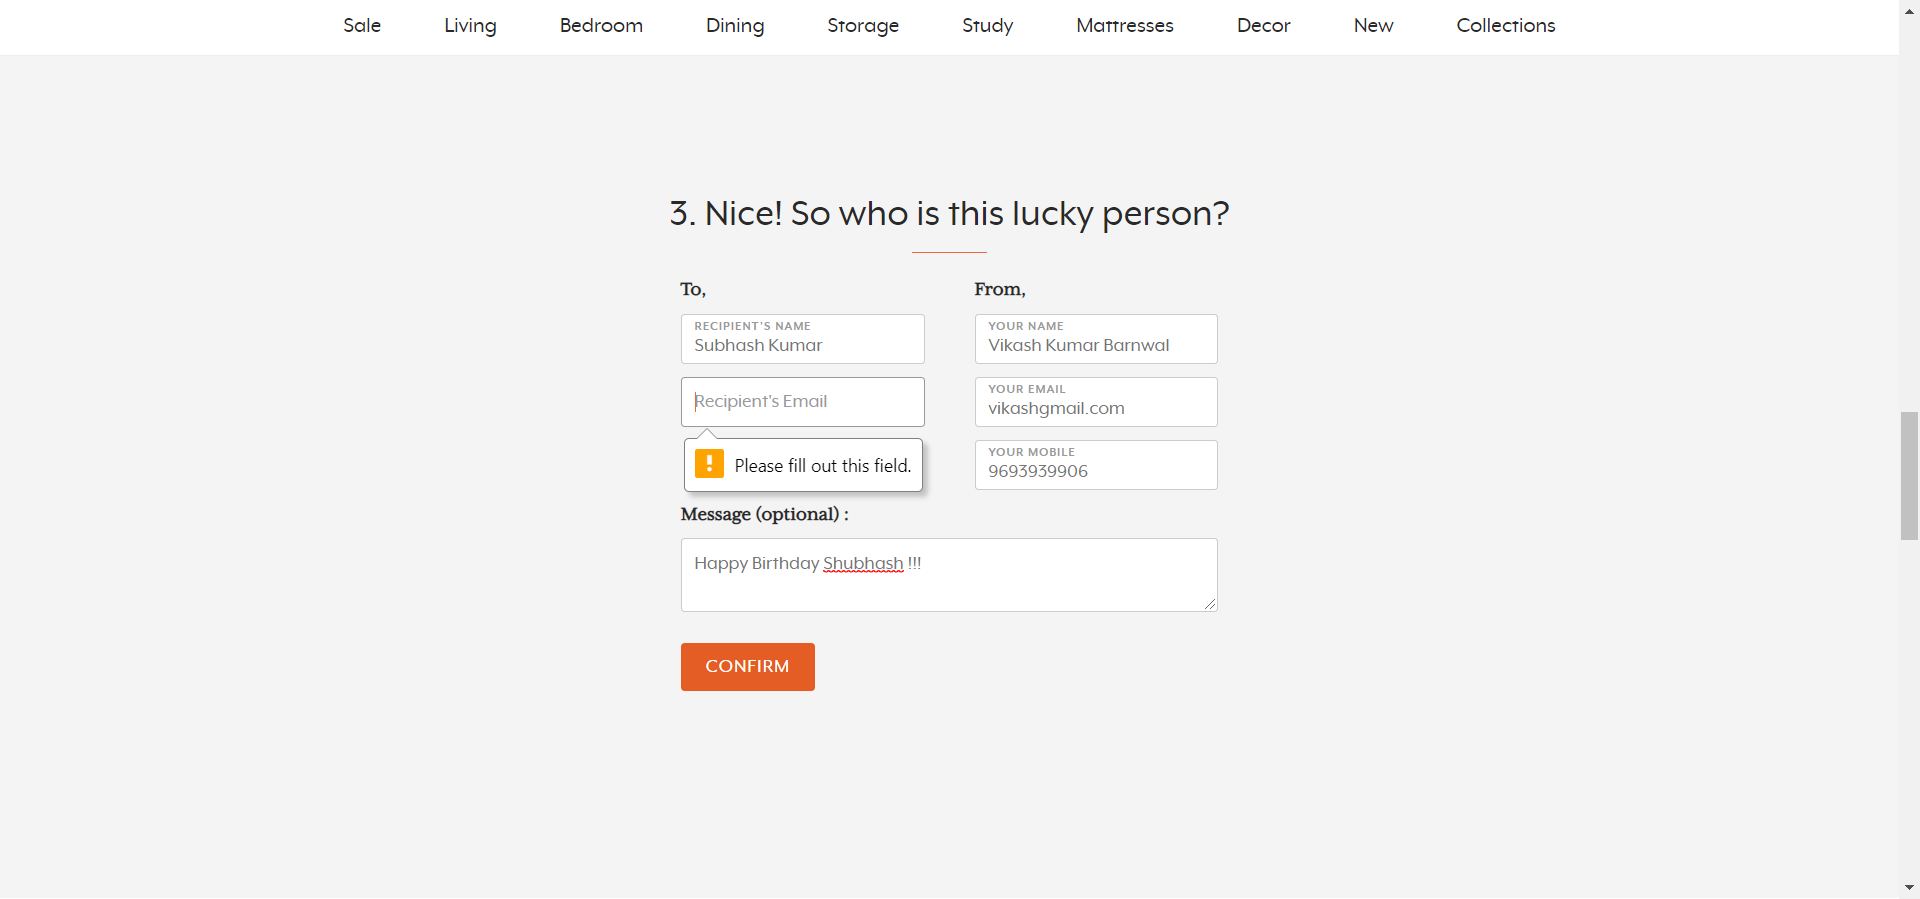 Sale Living Bedroom Dining Storage Study Mattresses Decor New Collections
3. Nice! So who is this lucky person?
To,
RECIPIENT'S NAME
Subhash Kumar
Recipient's Email
Please fill out this field.
From,
YOUR NAME
Vikash Kumar Barnwal
YOUR EMAIL
vikashgmail.com
YOUR MOBILE
9693939906
Message (optional) :
Happy Birthday Shubhash !!!
CONFIRM